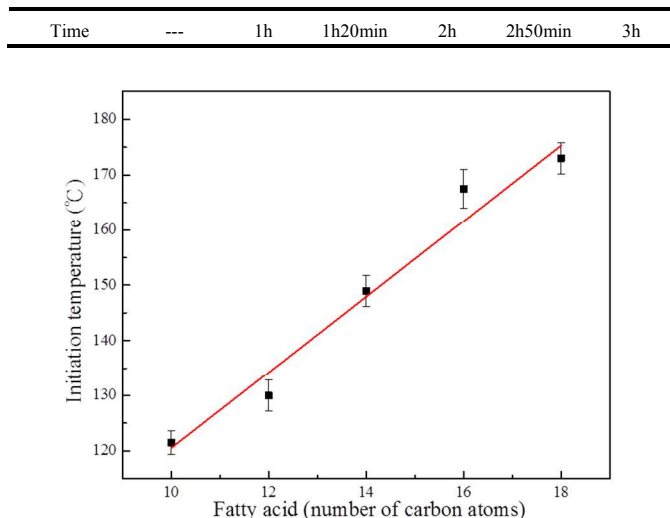 Time --- 1h 1h20min 2h 2h50min 3h
180
170
160
150
140
130
120
Initiation temperature (℃)
10 12 14 16 18
Fatty acid (number of carbon atoms)